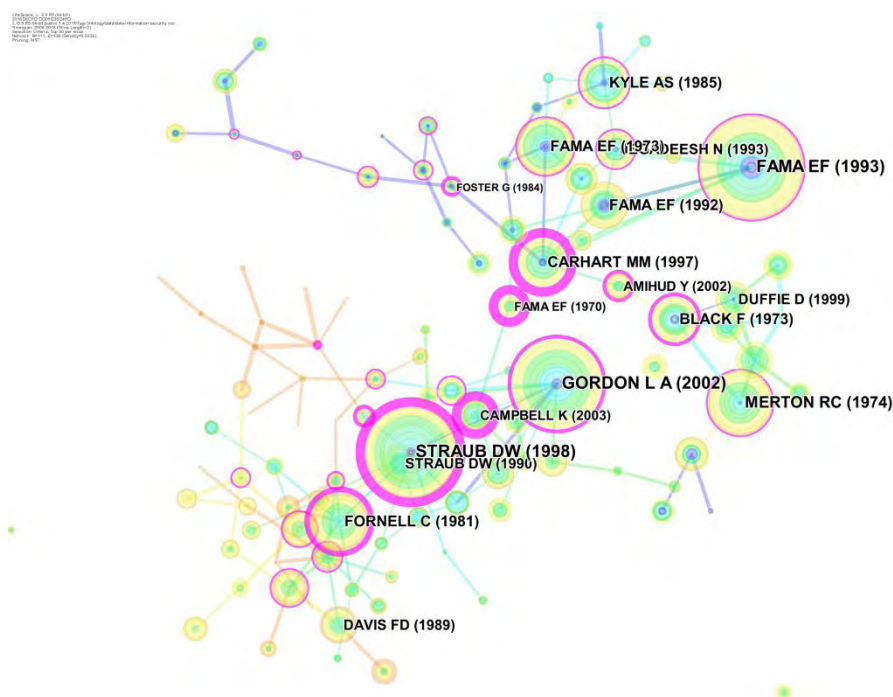 KYLE AS (1985)
FAMA EF (1973)
N (1993)
FAMA EF (1993)
FOSTER G (1984)
FAMA EF (1992)
CARHART MM (1997)
AMIHUD Y (2002)
DUFFIE D (1999)
FAMA EF (1970)
BLACK F (1973)
GORDON L A (2002)
MERTON RC (1974)
CAMPBELL K (2003)
STRAUB DW (1998)
STRAUB DW (1990)
FORNELL C (1981)
DAVIS FD (1989)